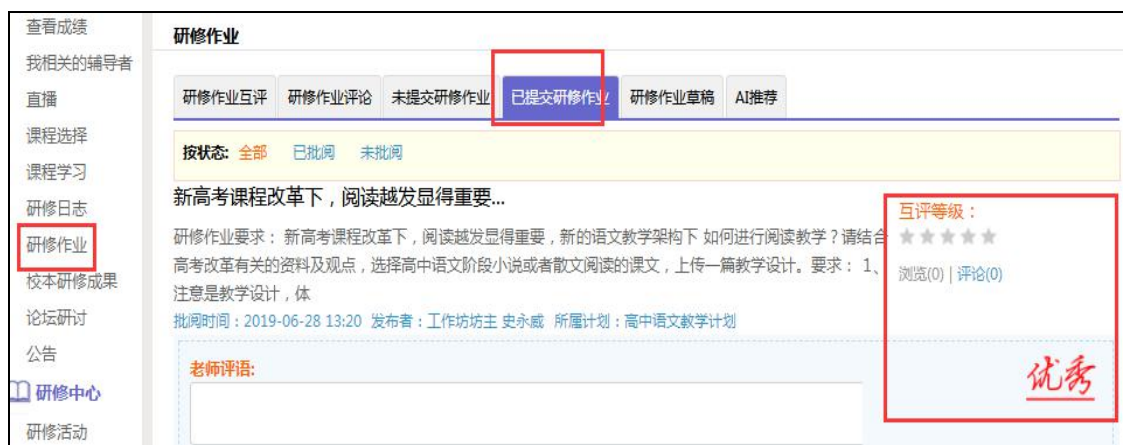 查看成绩
我相关的辅导者
直播
课程选择
课程学习
研修日志
研修作业
校本研修成果
论坛研讨
公告
研修中心
研修活动
研修作业
研修作业互评 研修作业评论 未提交研修作业 已提交研修作业 研修作业草稿 AI推荐
按状态: 全部 已批阅 未批阅
新高考课程改革下，阅读越发显得重要...
研修作业要求： 新高考课程改革下，阅读越发显得重要，新的语文教学架构下 如何进行阅读教学？请结合
高考改革有关的资料及观点，选择高中语文阶段小说或者散文阅读的课文，上传一篇教学设计。要求： 1、
注意是教学设计，体
批阅时间：2019-06-28 13:20 发布者：工作坊坊主 史永威 所属计划：高中语文教学计划
互评等级：
浏览(0) | 评论(0)
老师评语:
优秀